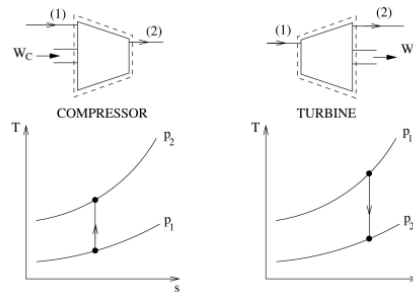 (1)
(2)
W_C
COMPRESSOR
(1)
(2)
W
TURBINE
T
p_2
p_1
s
T
p_1
p_2